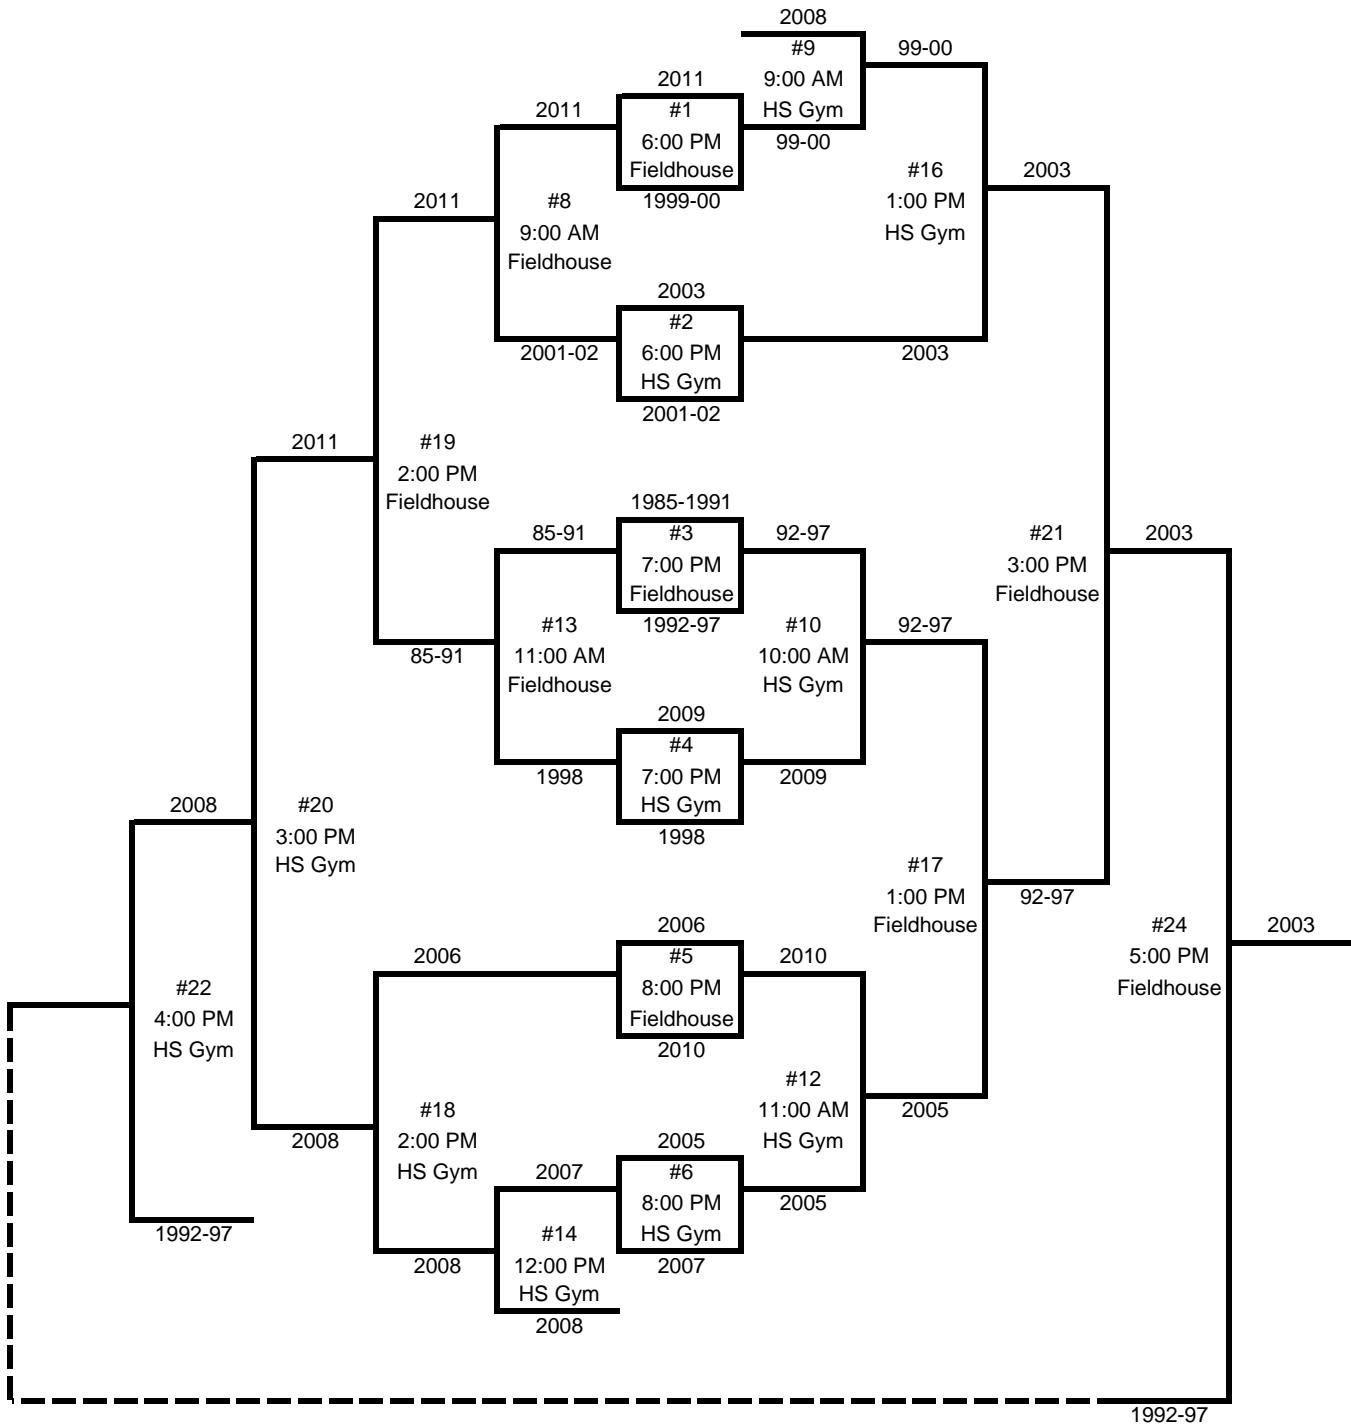 2008
#9
99-00
2011
9:00 AM
2011
#1
HS Gym
6:00 PM
99-00
Fieldhouse
#16
2003
2011
#8
1999-00
1:00 PM
9:00 AM
HS Gym
Fieldhouse
2003
#2
2001-02
6:00 PM
2003
HS Gym
2001-02
2011
#19
2:00 PM
Fieldhouse
1985-1991
85-91
#3
92-97
#21
2003
7:00 PM
3:00 PM
Fieldhouse
Fieldhouse
#13
1992-97
#10
92-97
85-91
11:00 AM
10:00 AM
Fieldhouse
HS Gym
2009
#4
1998
7:00 PM
2009
2008
#20
HS Gym
3:00 PM
1998
HS Gym
#17
1:00 PM
92-97
2006
Fieldhouse
#24
2003
2006
#5
2010
5:00 PM
#22
8:00 PM
Fieldhouse
4:00 PM
Fieldhouse
HS Gym
2010
#12
#18
11:00 AM
2005
2008
2:00 PM
2005
HS Gym
HS Gym
2007
#6
8:00 PM
2005
1992-97
#14
HS Gym
2008
12:00 PM
2007
HS Gym
2008
1992-97